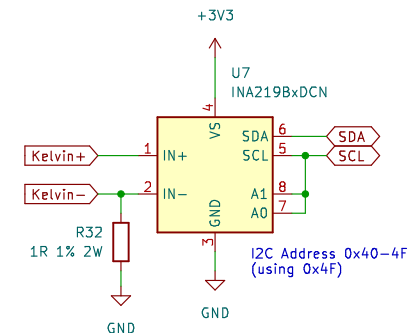 +3V3
U7
INA219BxDCN
4
VS
SDA 6 SDA
Kelvin+ 1 IN+ SCL 5 SCL
Kelvin- 2 IN- A1 8
A0 7
GND
3
R32
1R 1% 2W
I2C Address 0x40-4F
(using 0x4F)
GND
GND